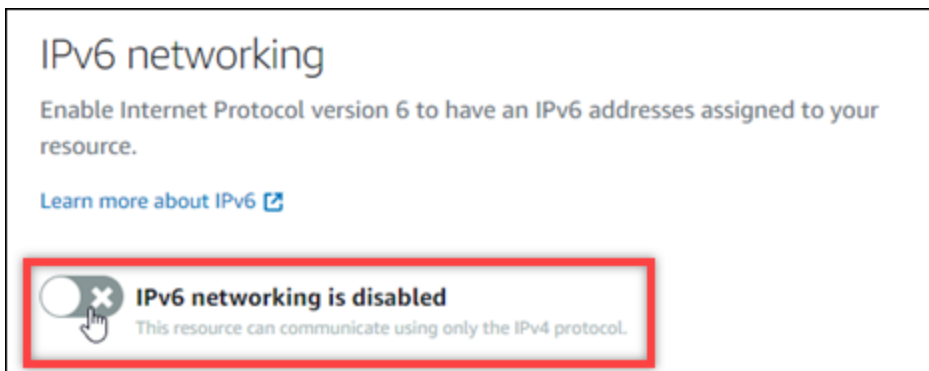 IPv6 networking
Enable Internet Protocol version 6 to have an IPv6 addresses assigned to your
resource.
Learn more about IPv6
IPv6 networking is disabled
This resource can communicate using only the IPv4 protocol.